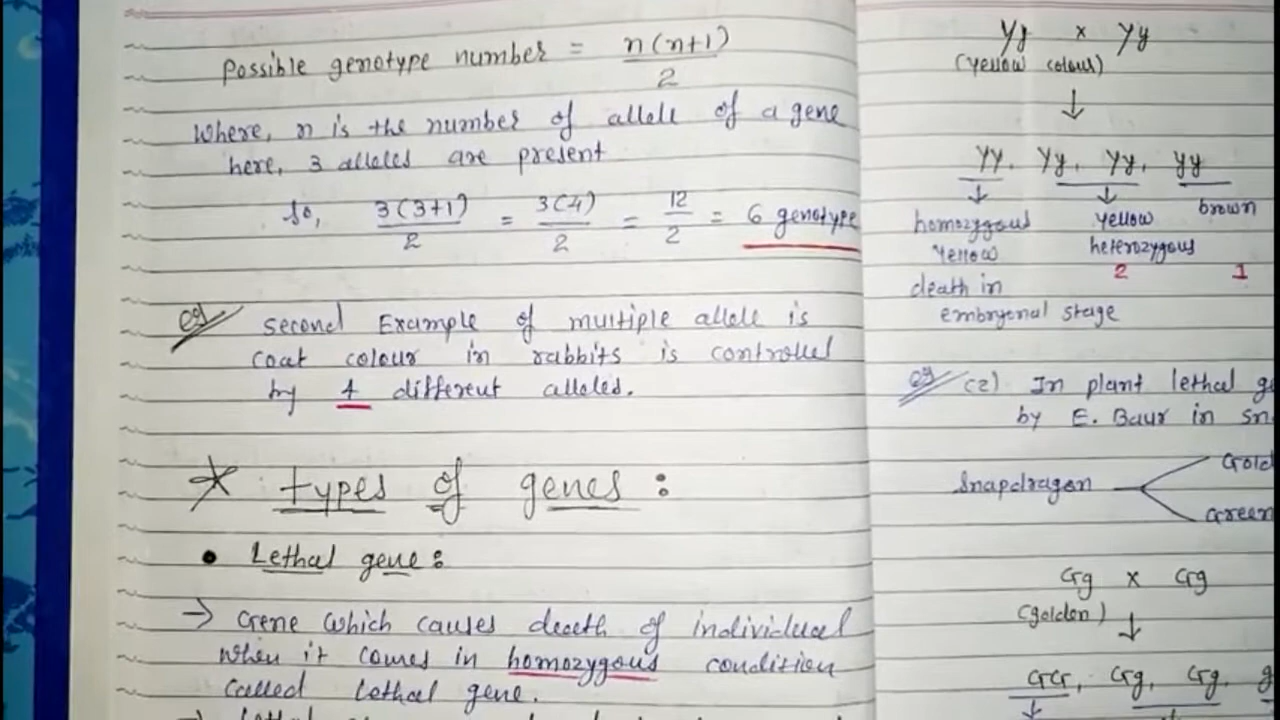 Possible genotype number = n(n+1)
2
Where, n is the number of allele of a gene
here, 3 alleles are present
So, 3(3+1) = 3(4) = 12 = 6 genotype
2 2 2
eg second Example of multiple allele is
coat colour in rabbits is controlled
by 4 different alleles.
* types of genes :
• Lethal gene :
→ Gene which causes death of individual
when it comes in homozygous condition
called lethal gene.
Yy x Yy
(yellow colour)
↓
YY, Yy, Yy, yy
homozygous yellow brown
yellow heterozygous
2 1
death in
embryonal stage
eg (2) In plant lethal
by E. Baur in
Snapdragon
Green
Gg x Gg
(golden) ↓
GG, Gg, Gg,